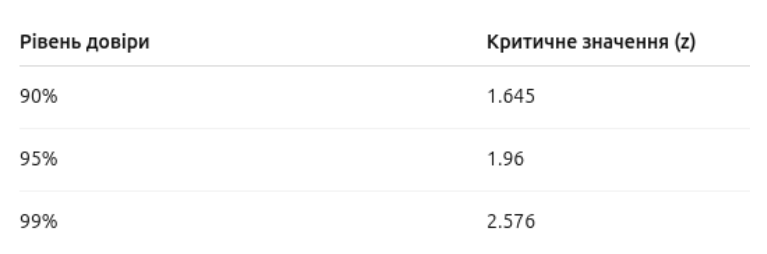 Рівень довіри Критичне значення (z)
90% 1.645
95% 1.96
99% 2.576